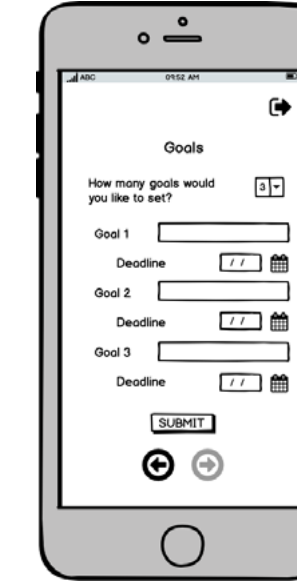 ABC 09:52 AM
Goals
How many goals would
you like to set?
3
Goal 1
Deadline / /
Goal 2
Deadline / /
Goal 3
Deadline / /
SUBMIT